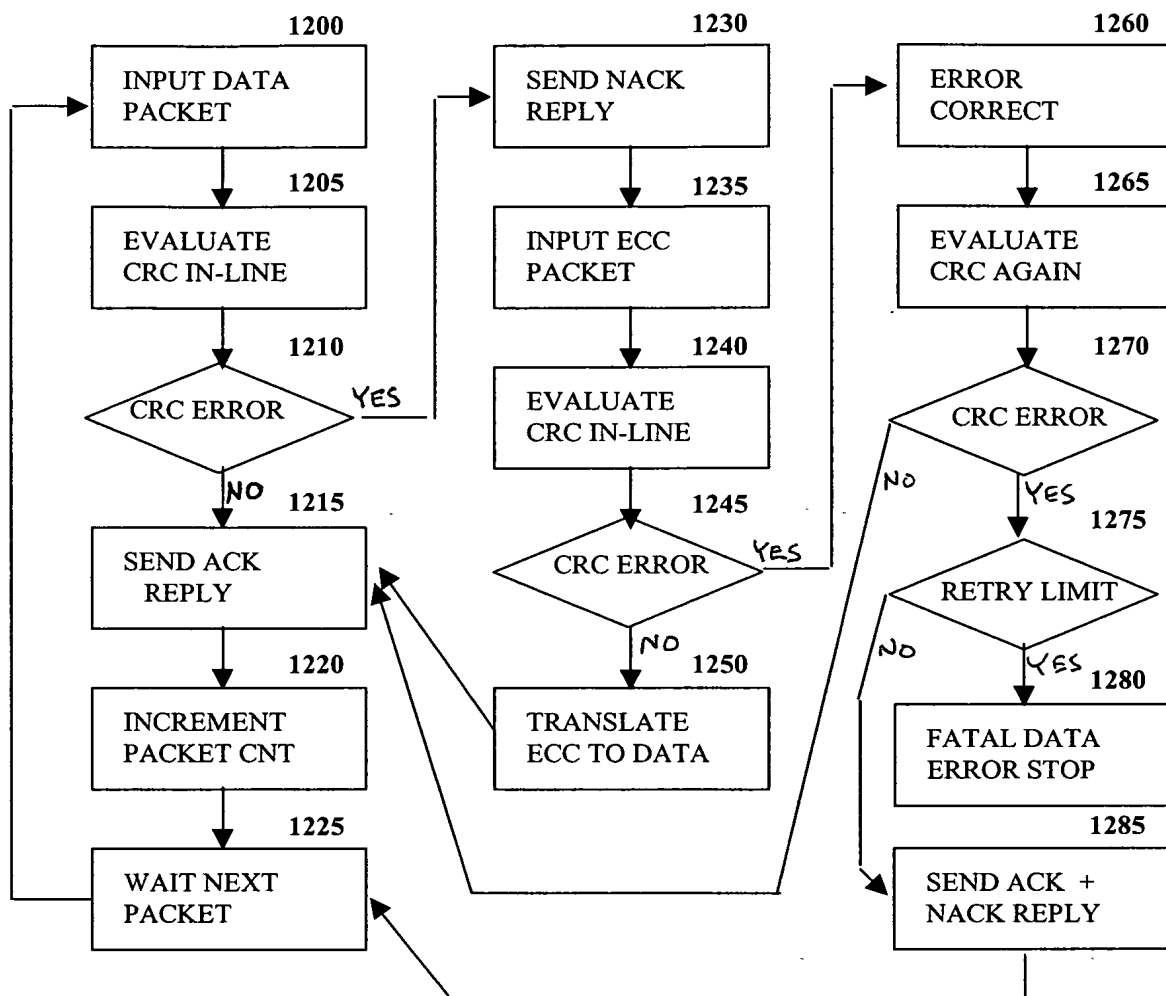 1200
INPUT DATA
PACKET
1205
EVALUATE
CRC IN-LINE
1210
CRC ERROR
YES
NO
1215
SEND ACK
REPLY
1220
INCREMENT
PACKET CNT
1225
WAIT NEXT
PACKET
1230
SEND NACK
REPLY
1235
INPUT ECC
PACKET
1240
EVALUATE
CRC IN-LINE
1245
CRC ERROR
YES
NO
1250
TRANSLATE
ECC TO DATA
1260
ERROR
CORRECT
1265
EVALUATE
CRC AGAIN
1270
CRC ERROR
NO
YES
1275
RETRY LIMIT
NO
YES
1280
FATAL DATA
ERROR STOP
1285
SEND ACK +
NACK REPLY